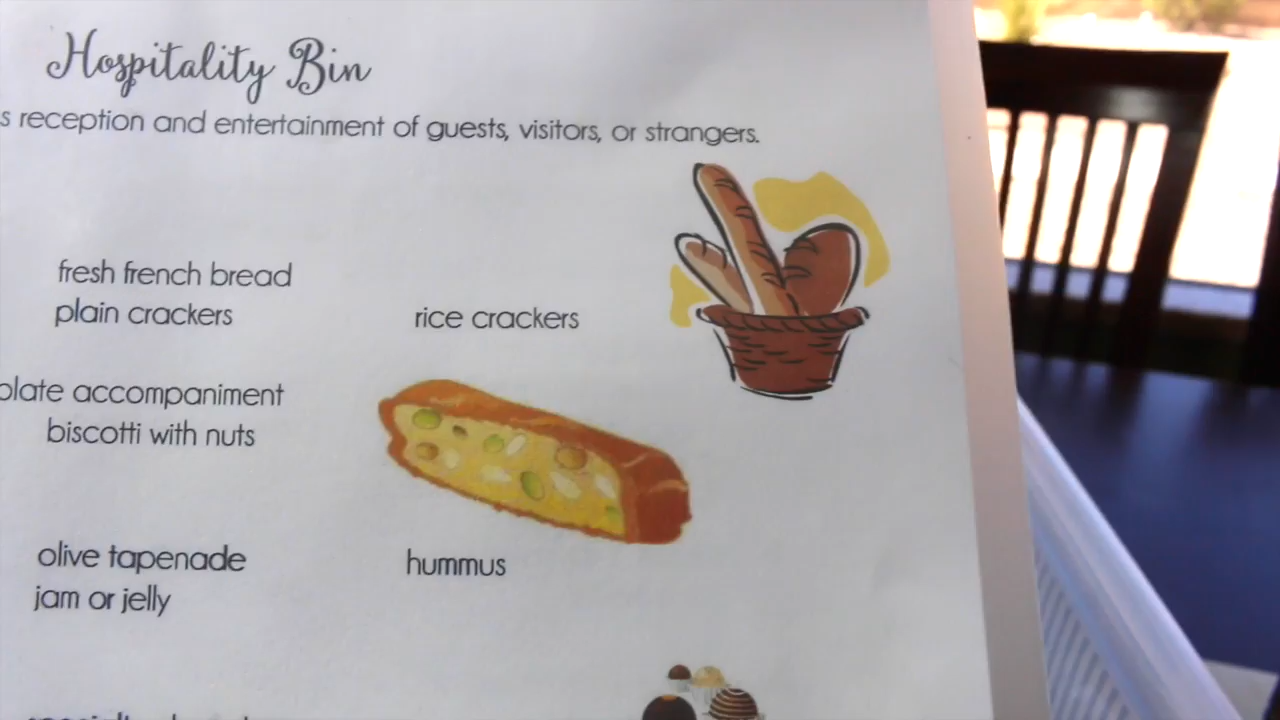 Hospitality Bin
reception and entertainment of guests, visitors, or strangers.
fresh french bread
plain crackers
rice crackers
accompaniment
biscotti with nuts
olive tapenade
hummus
jam or jelly